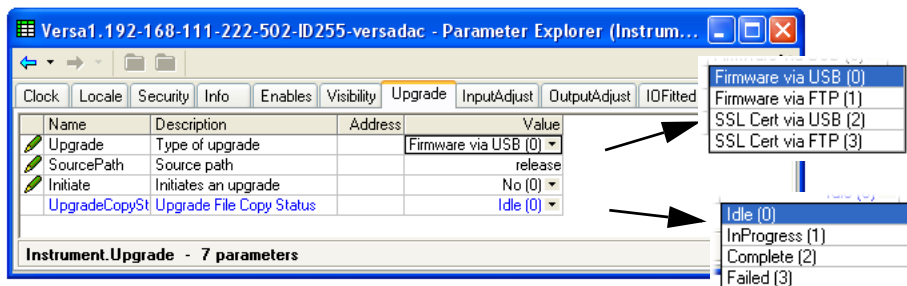 Versa1.192-168-111-222-502-ID255-versadac - Parameter Explorer (Instrum...
Clock Locale Security Info Enables Visibility Upgrade InputAdjust OutputAdjust IOFitted
Name Description Address Value
Upgrade Type of upgrade Firmware via USB (0)
SourcePath Source path release
Initiate Initiates an upgrade No (0)
UpgradeCopySt Upgrade File Copy Status Idle (0)
Instrument.Upgrade - 7 parameters
Firmware via USB (0)
Firmware via FTP (1)
SSL Cert via USB (2)
SSL Cert via FTP (3)
Idle (0)
InProgress (1)
Complete (2)
Failed (3)